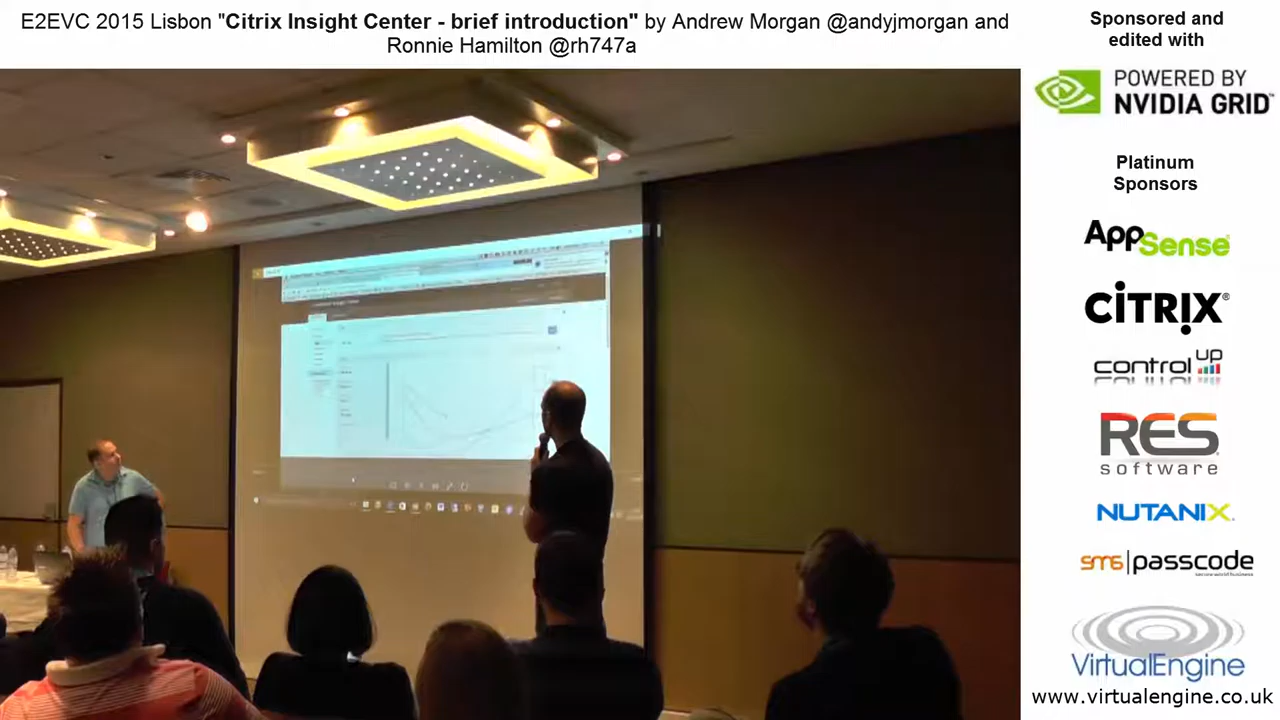 E2EVC 2015 Lisbon "Citrix Insight Center - brief introduction" by Andrew Morgan @andyjmorgan and
Ronnie Hamilton @rh747a
Sponsored and
edited with
POWERED BY
NVIDIA GRID™
Platinum
Sponsors
AppSense
CITRIX®
control up
RES
software
NUTANIX
sms|passcode
VirtualEngine
www.virtualengine.co.uk